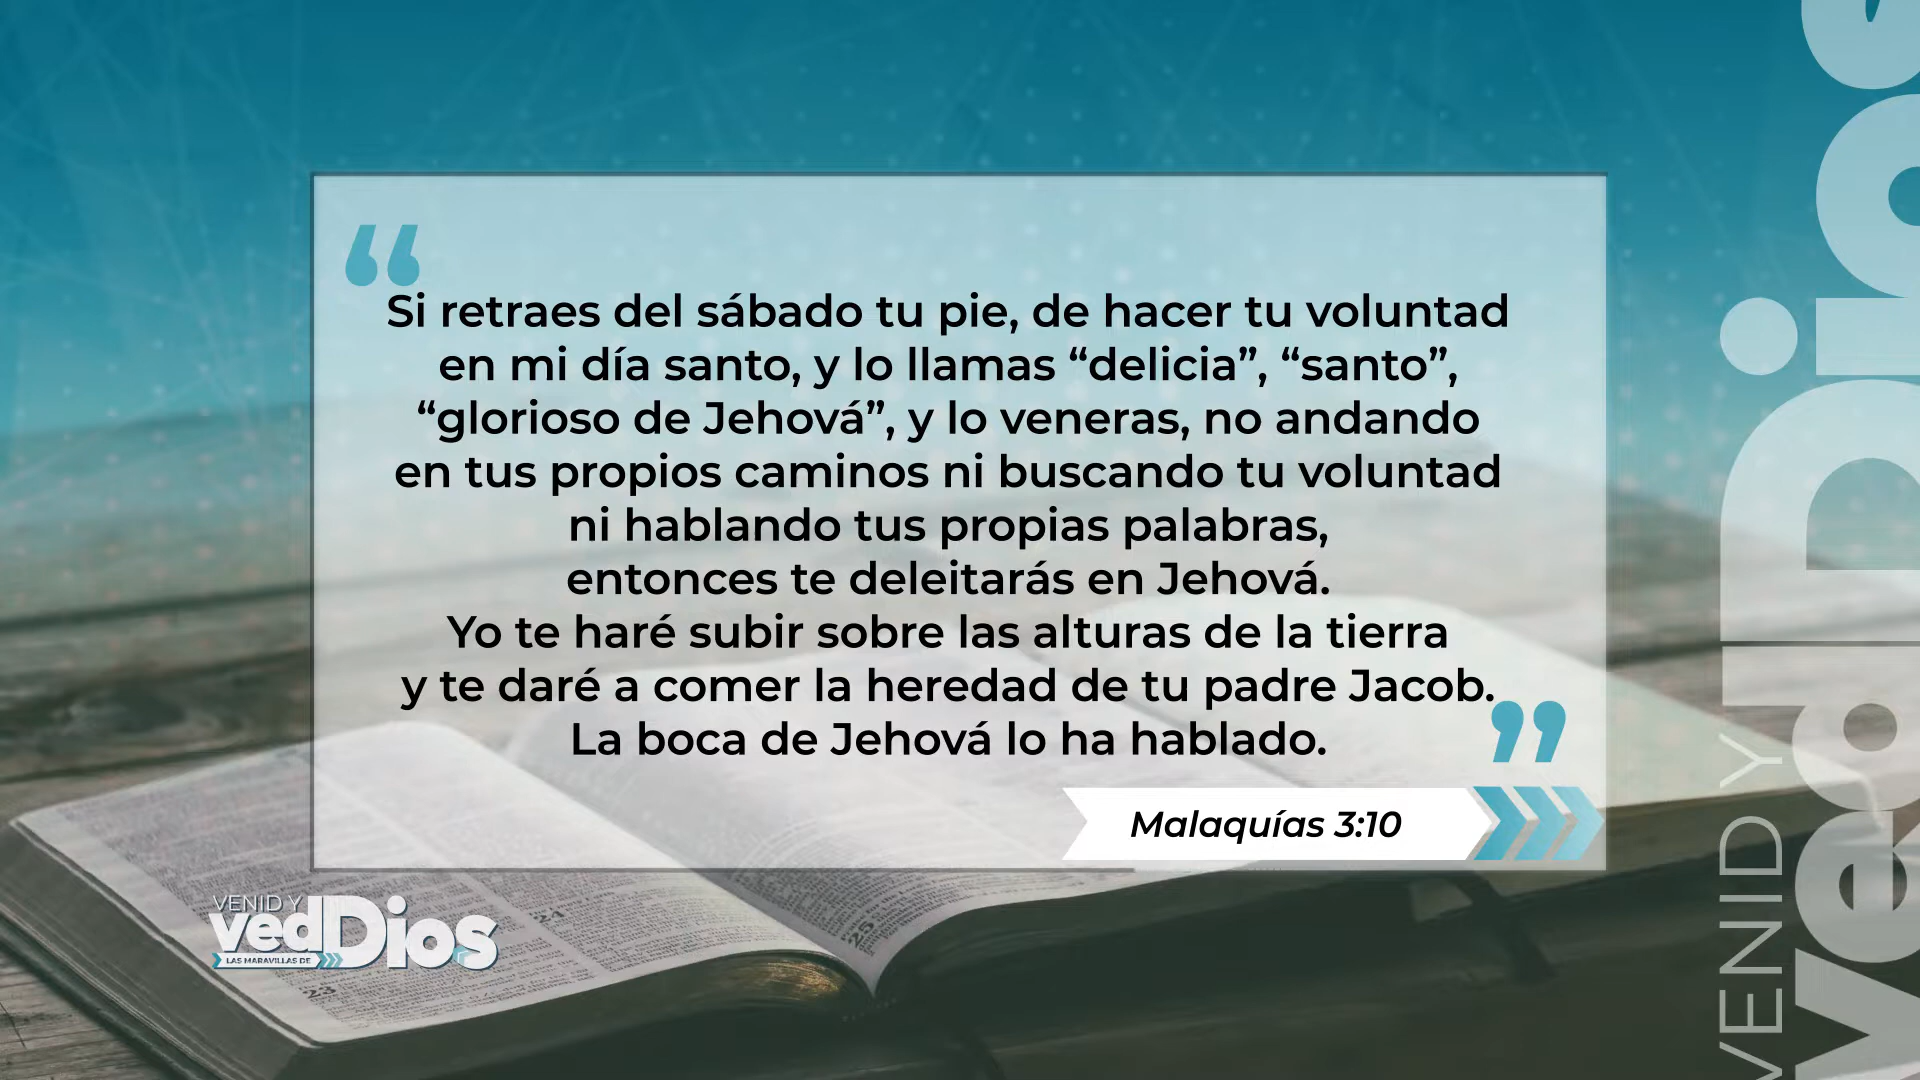 “
Si retraes del sábado tu pie, de hacer tu voluntad
en mi día santo, y lo llamas “delicia”, “santo”,
“glorioso de Jehová”, y lo veneras, no andando
en tus propios caminos ni buscando tu voluntad
ni hablando tus propias palabras,
entonces te deleitarás en Jehová.
Yo te haré subir sobre las alturas de la tierra
y te daré a comer la heredad de tu padre Jacob.
La boca de Jehová lo ha hablado.
”
Malaquías 3:10
VENID Y
vedDios
LAS MARAVILLAS DE
23
24
25
VENID Y
vedDios